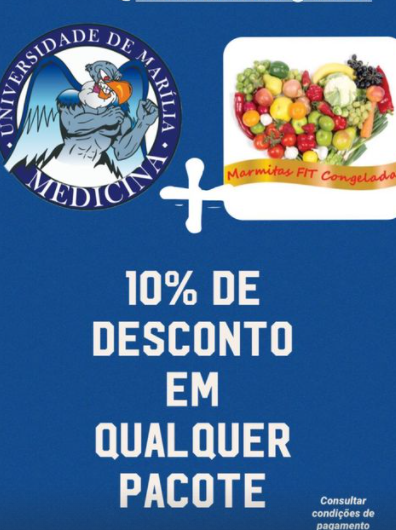 UNIVERSIDADE DE MARÍLIA
MEDICINA
Marmitas FIT Congelada
10% DE
DESCONTO
EM
QUALQUER
PACOTE
Consultar
condições de
pagamento